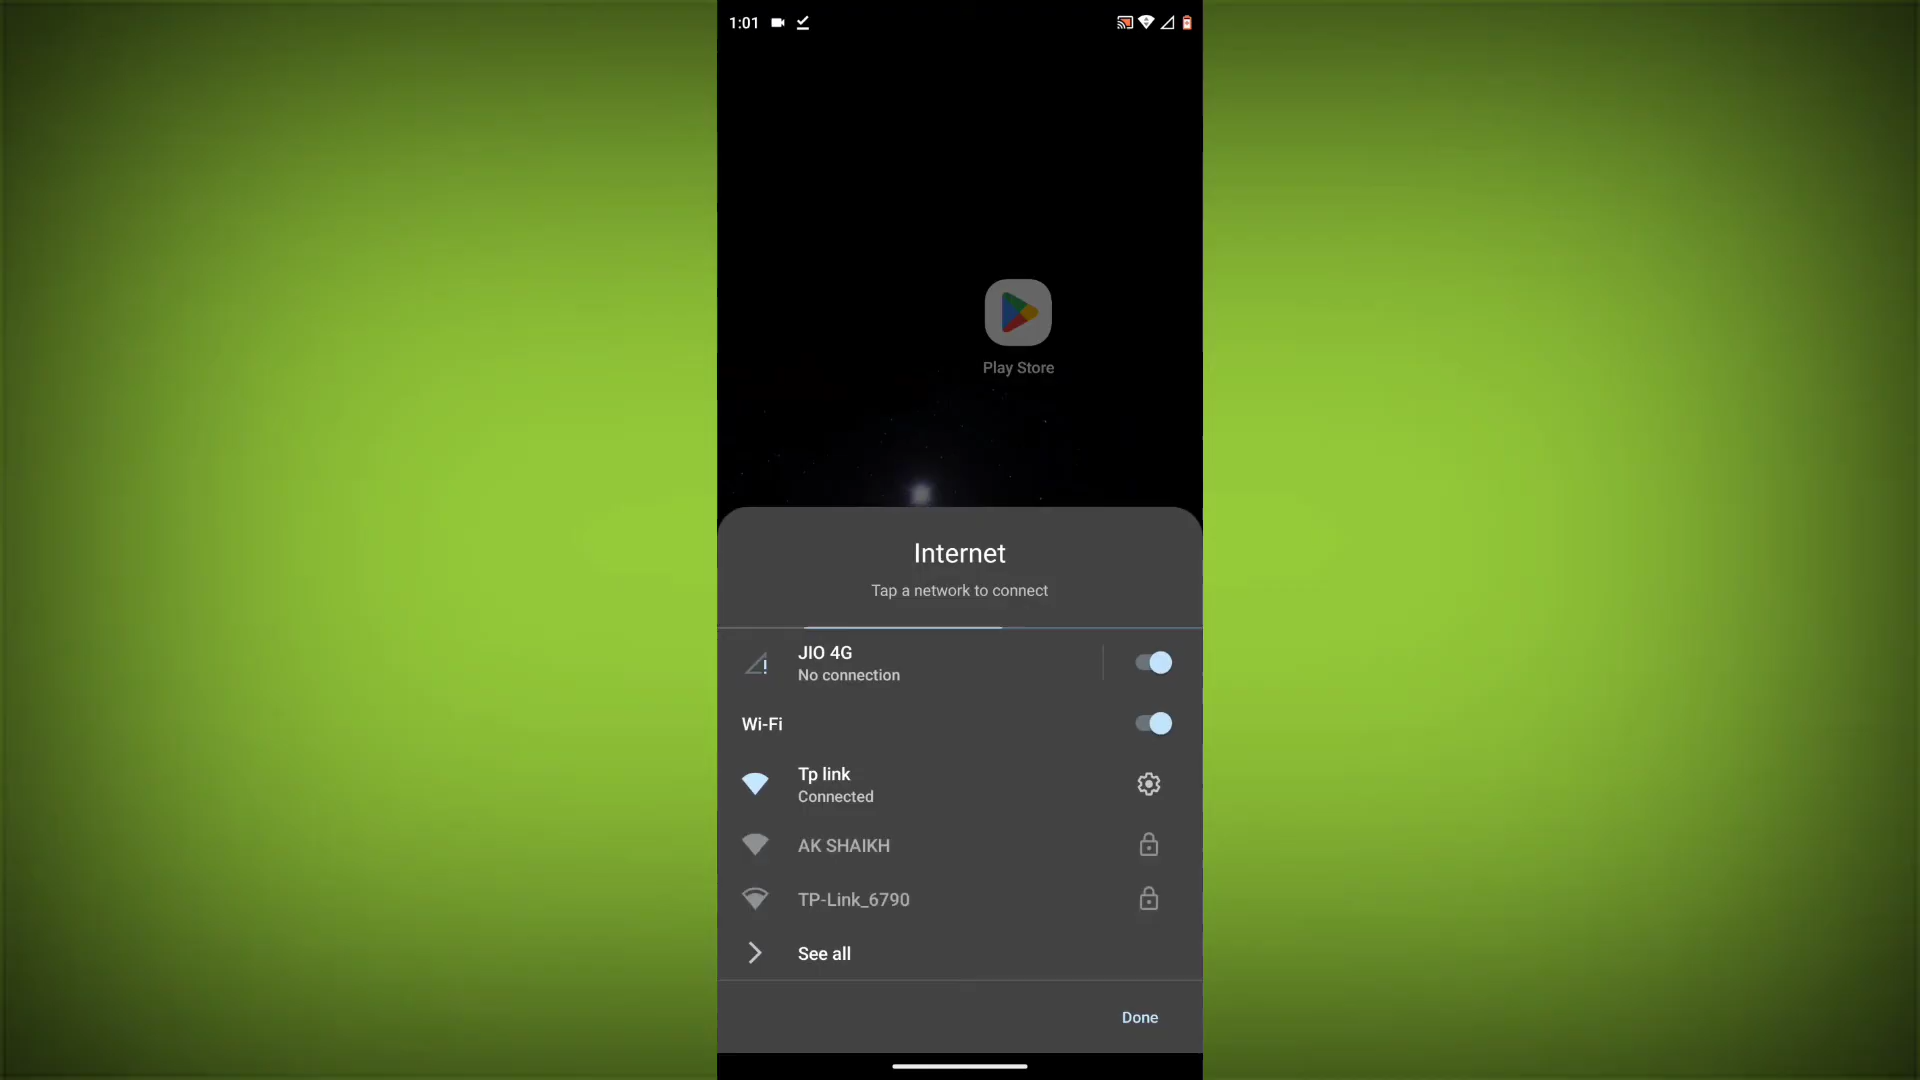 1:01
Play Store
Internet
Tap a network to connect
JIO 4G
No connection
Wi-Fi
Tp link
Connected
AK SHAIKH
TP-Link_6790
See all
Done